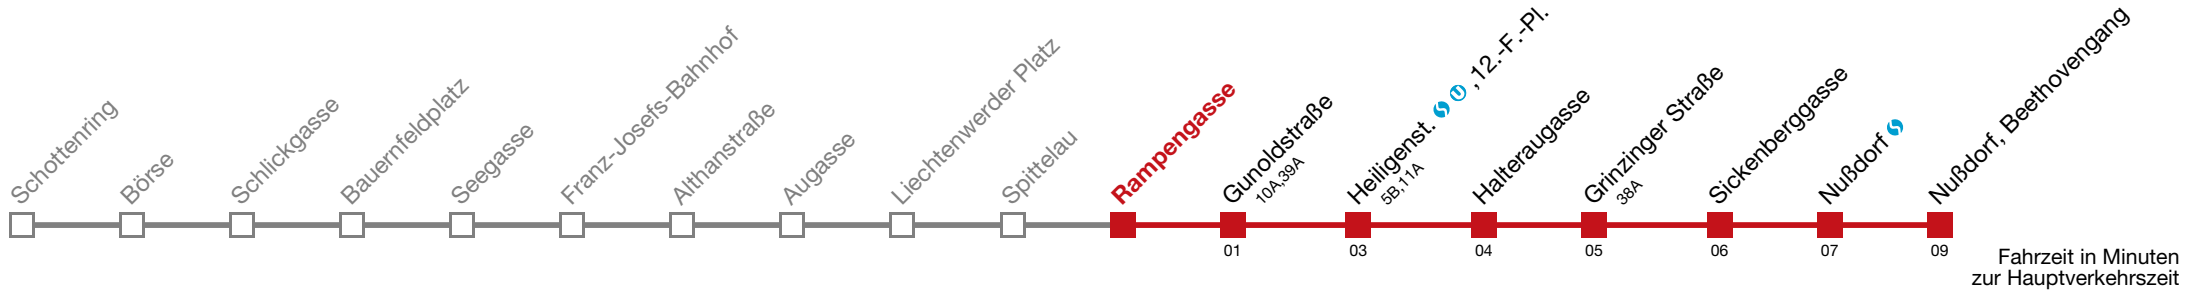 Schottenring
Börse
Schlickgasse
Bauernfeldplatz
Seegasse
Franz-Josefs-Bahnhof
Althanstraße
Augasse
Liechtenwerder Platz
Spittelau
Rampengasse
Gunoldstraße
10A,39A
Heiligenst. S U ,12.-F.-Pl.
5B,11A
Halteraugasse
Grinzinger Straße
38A
Sickenberggasse
Nußdorf S
Nußdorf, Beethovengang
01 03 04 05 06 07 09
Fahrzeit in Minuten
zur Hauptverkehrszeit